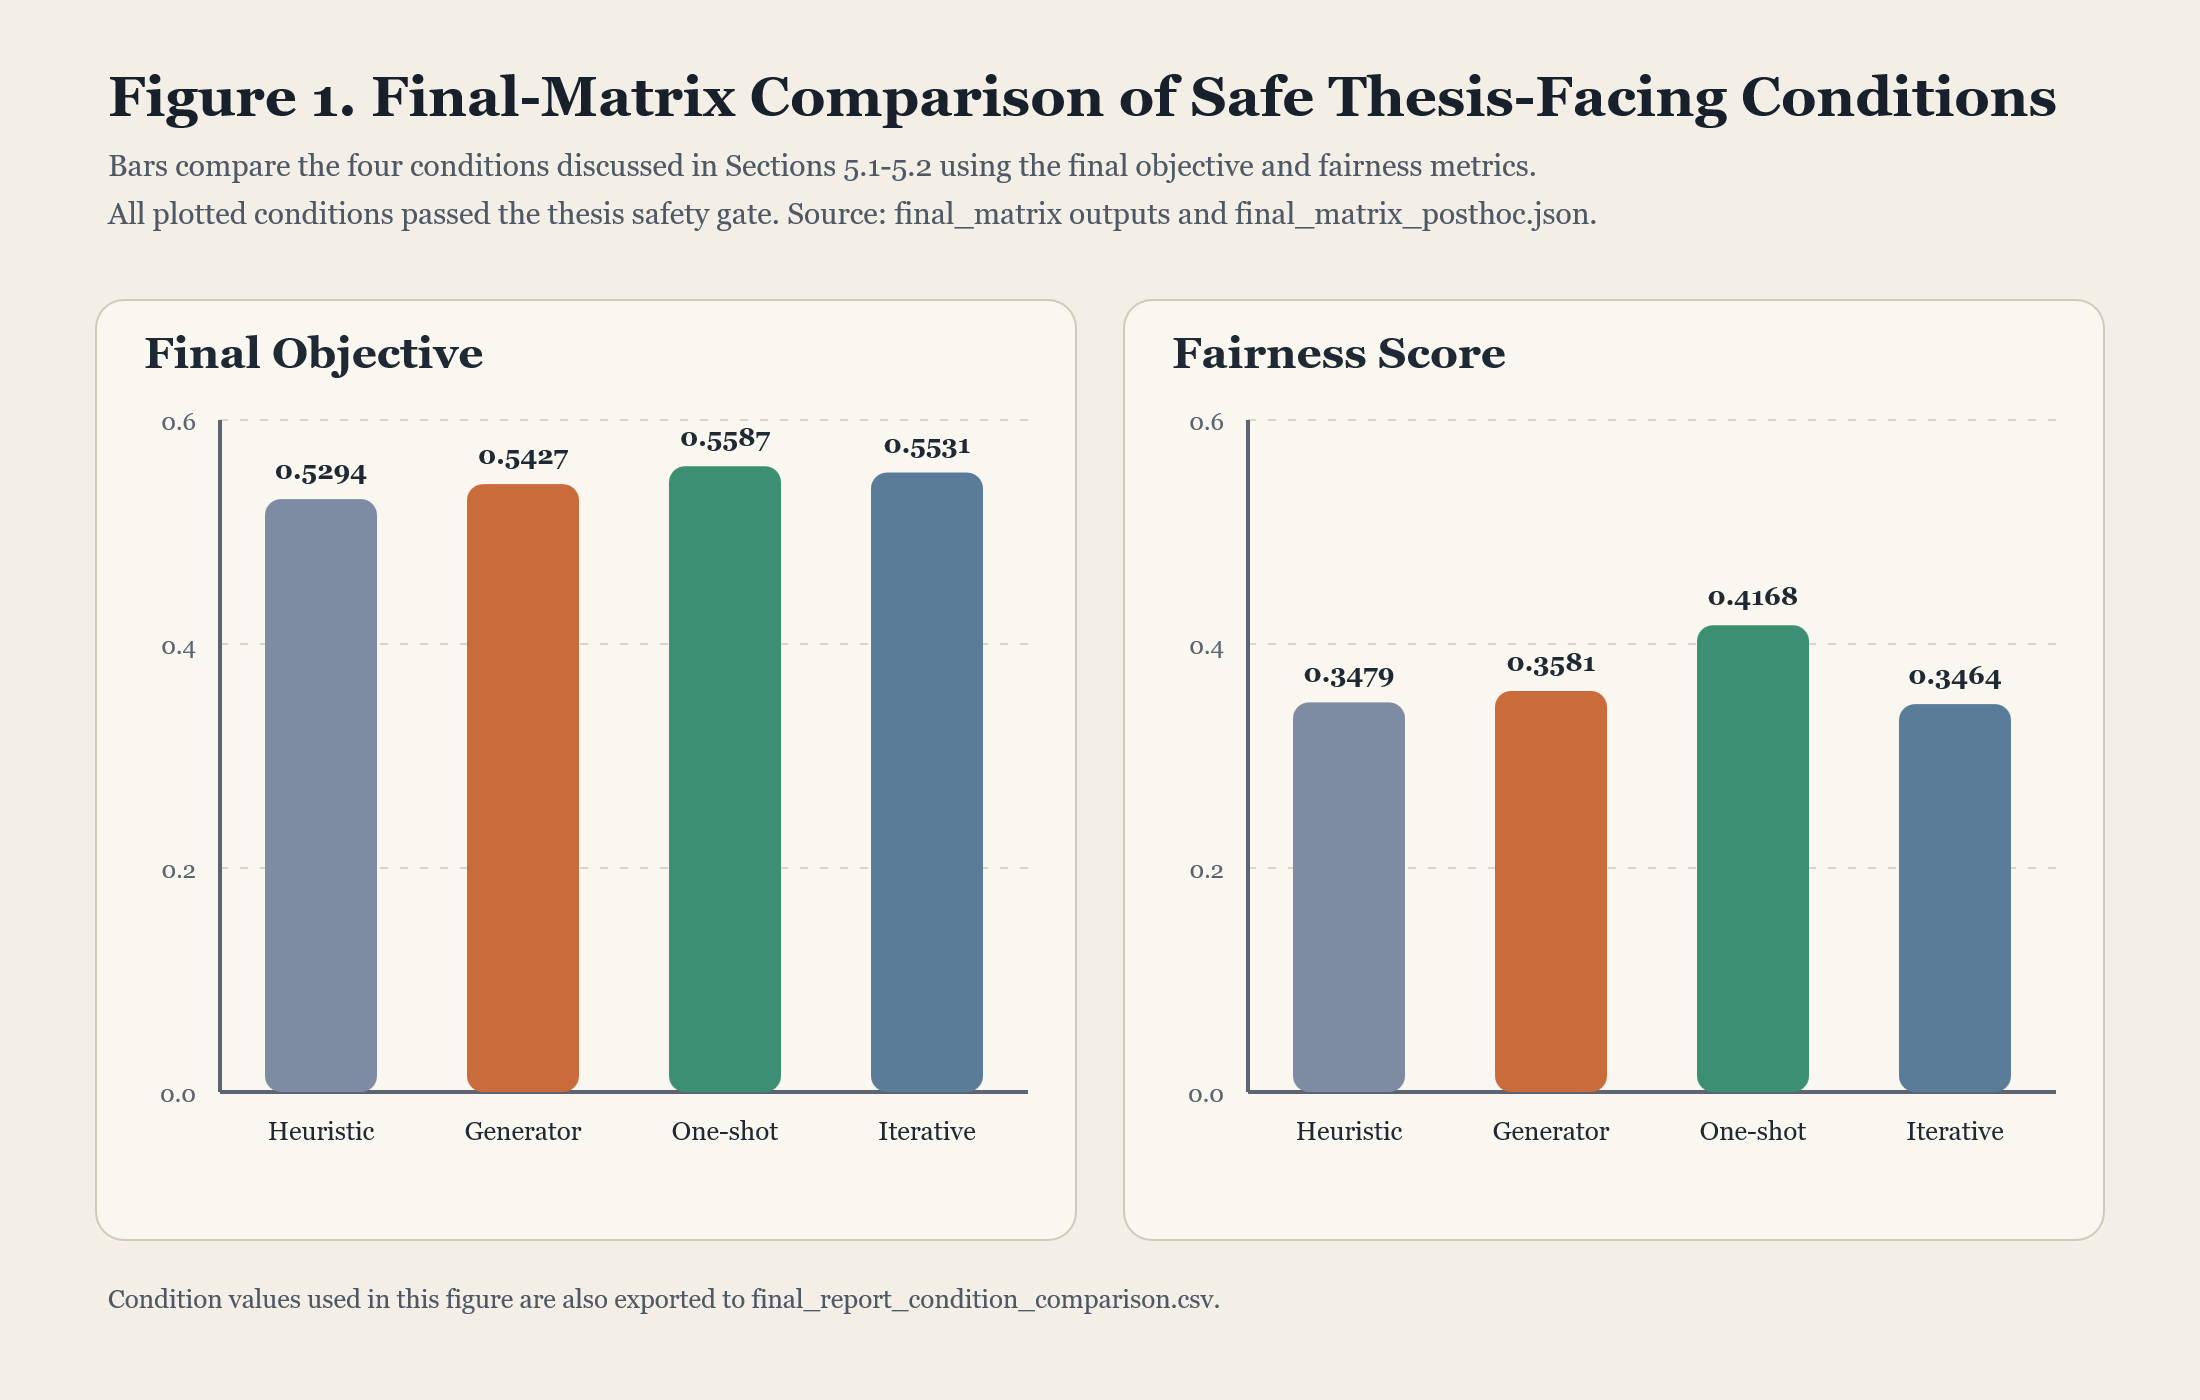 Figure 1. Final-Matrix Comparison of Safe Thesis-Facing Conditions
Bars compare the four conditions discussed in Sections 5.1-5.2 using the final objective and fairness metrics.
All plotted conditions passed the thesis safety gate. Source: final_matrix outputs and final_matrix_posthoc.json.
Final Objective
0.6
0.4
0.2
0.0
0.5294
0.5427
0.5587
0.5531
Heuristic
Generator
One-shot
Iterative
Fairness Score
0.6
0.4
0.2
0.0
0.3479
0.3581
0.4168
0.3464
Heuristic
Generator
One-shot
Iterative
Condition values used in this figure are also exported to final_report_condition_comparison.csv.